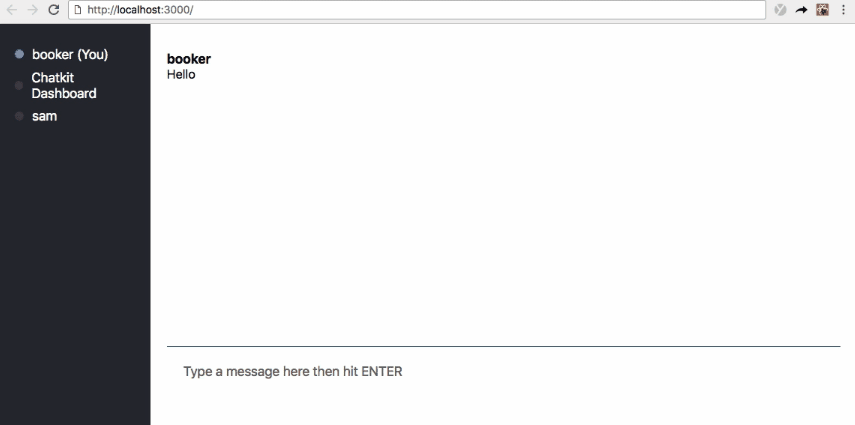 http://localhost:3000/
booker (You)
Chatkit
Dashboard
sam
booker
Hello
Type a message here then hit ENTER